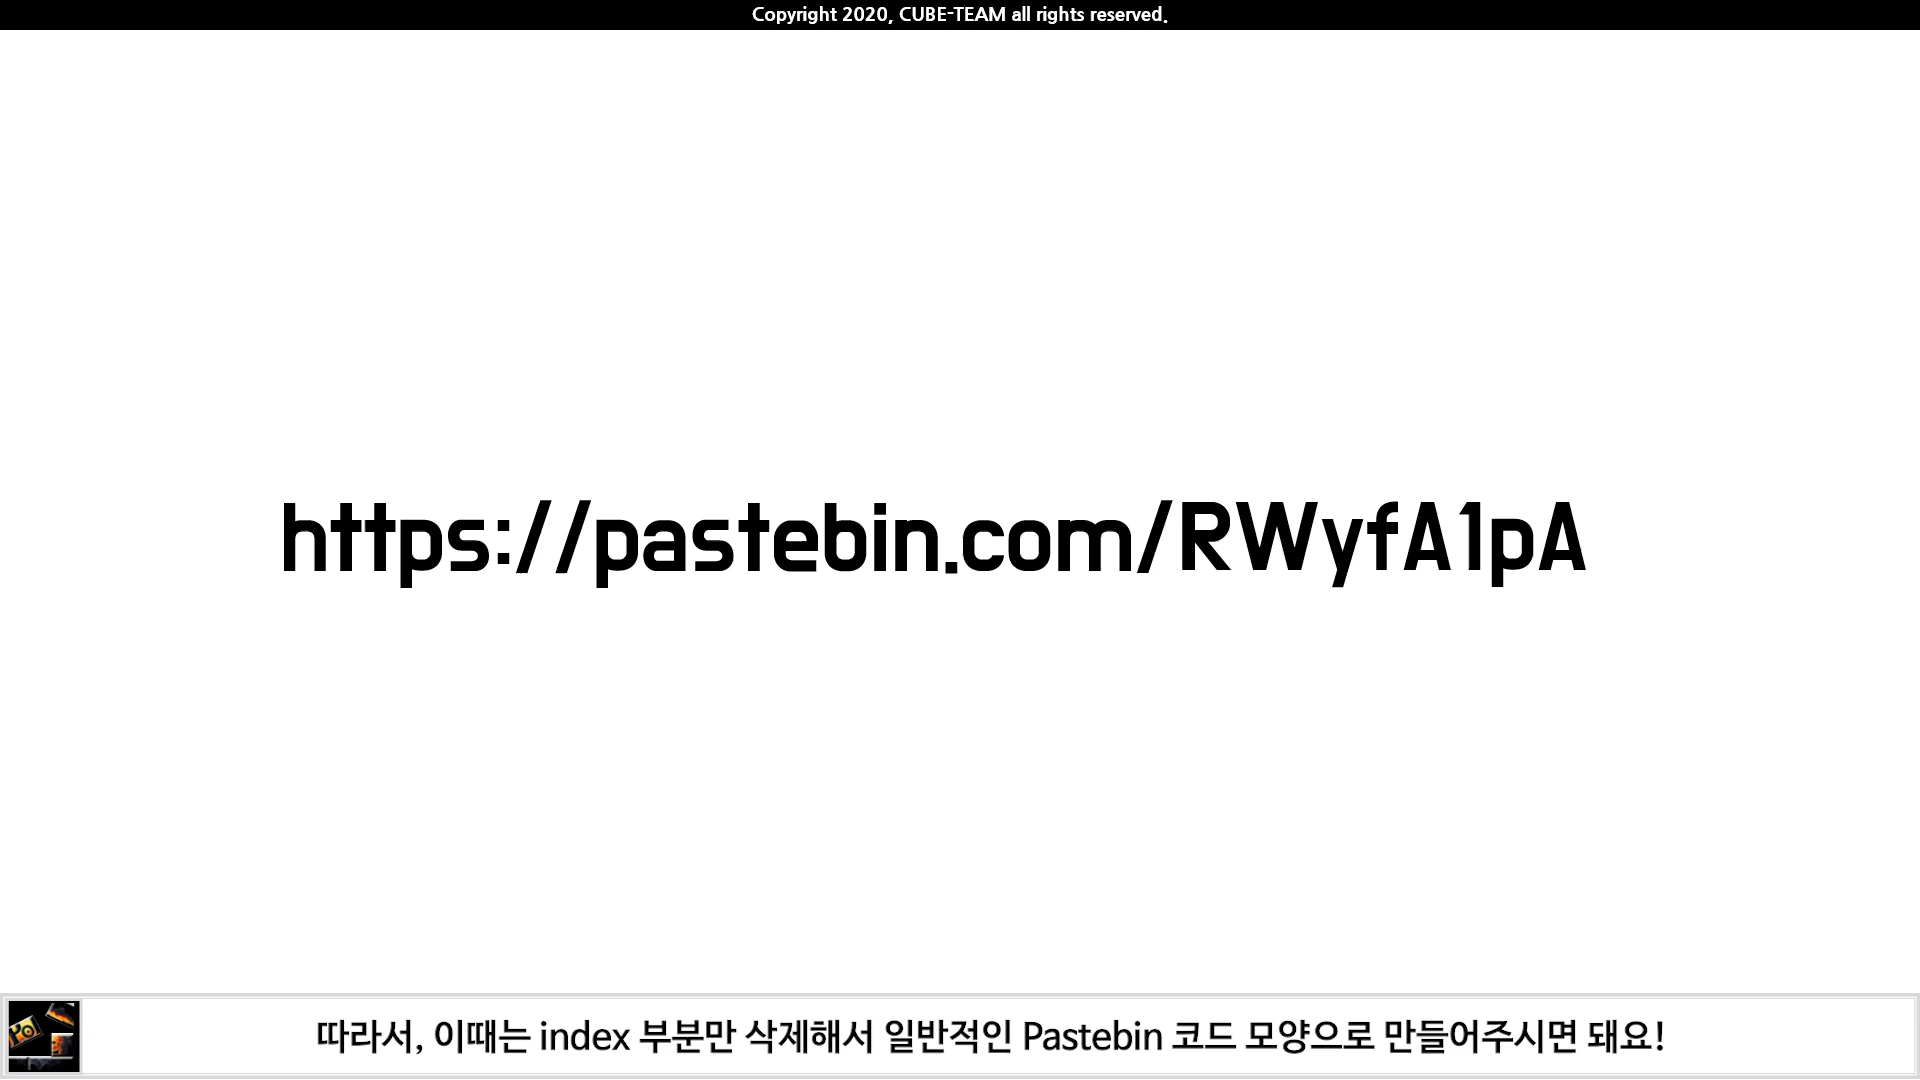 Copyright 2020, CUBE-TEAM all rights reserved.
https://pastebin.com/RWyfA1pA
따라서, 이때는 index 부분만 삭제해서 일반적인 Pastebin 코드 모양으로 만들어주시면 돼요!